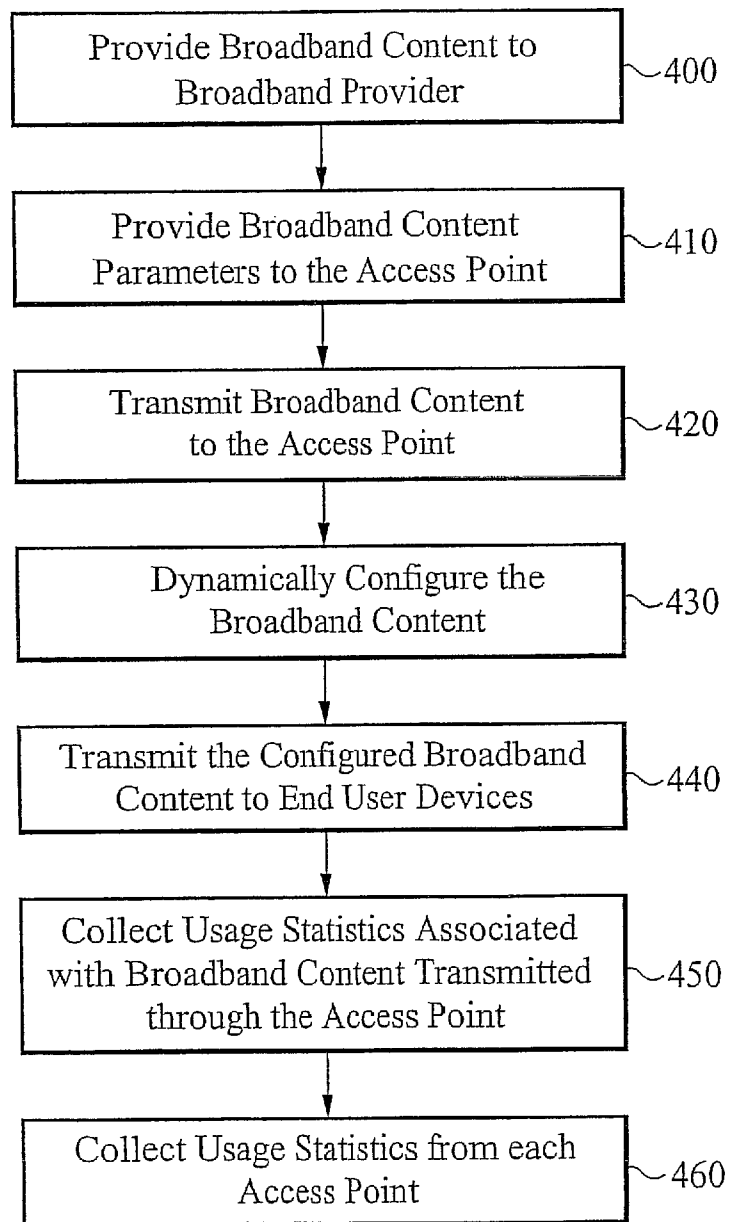 Provide Broadband Content to
Broadband Provider
400
Provide Broadband Content
Parameters to the Access Point
410
Transmit Broadband Content
to the Access Point
420
Dynamically Configure the
Broadband Content
430
Transmit the Configured Broadband
Content to End User Devices
440
Collect Usage Statistics Associated
with Broadband Content Transmitted
through the Access Point
450
Collect Usage Statistics from each
Access Point
460